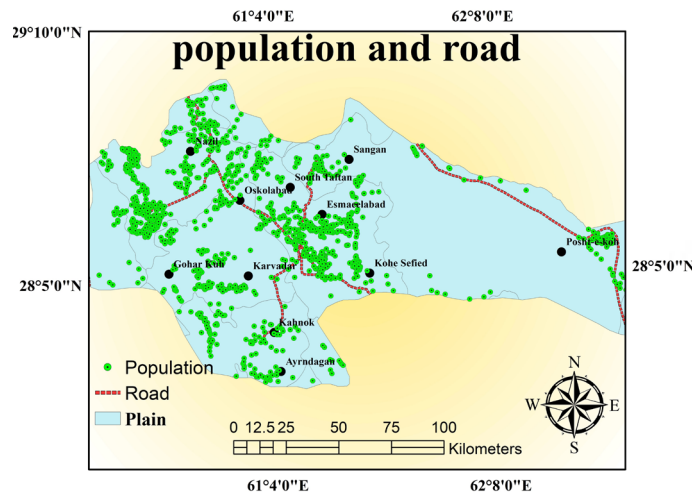 61°4'0"E 62°8'0"E
29°10'0"N
population and road
Nazil
Sangan
South Taftan
Oskolabad
Esmaeelabad
Posht-e-koh
Gohar Kuh
Karvadar
Kohe Sefied
28°5'0"N
28°5'0"N
Kahnok
Ayrndagan
Population
Road
Plain
N
W E
S
0 12.5 25 50 75 100
Kilometers
61°4'0"E 62°8'0"E